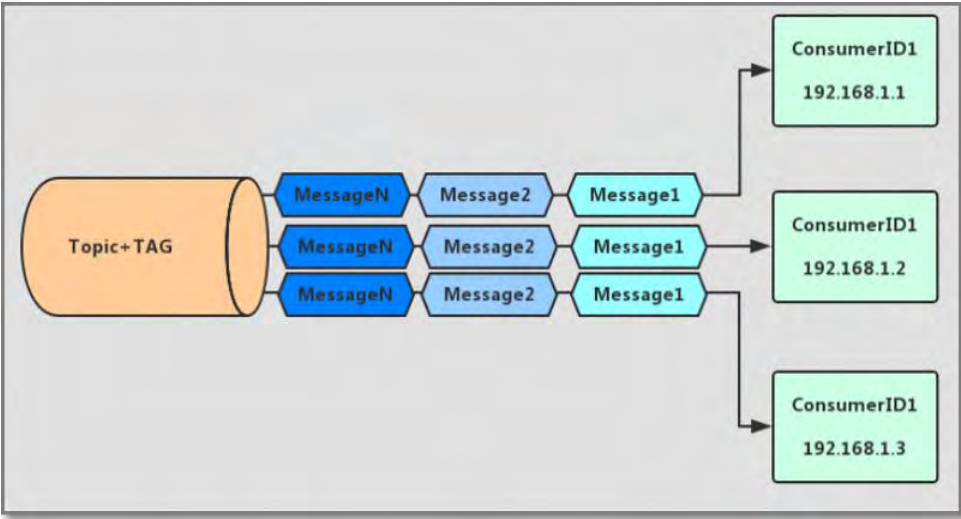 ConsumerID1
192.168.1.1
MessageN Message2 Message1
Topic+TAG MessageN Message2 Message1
ConsumerID1
192.168.1.2
MessageN Message2 Message1
ConsumerID1
192.168.1.3